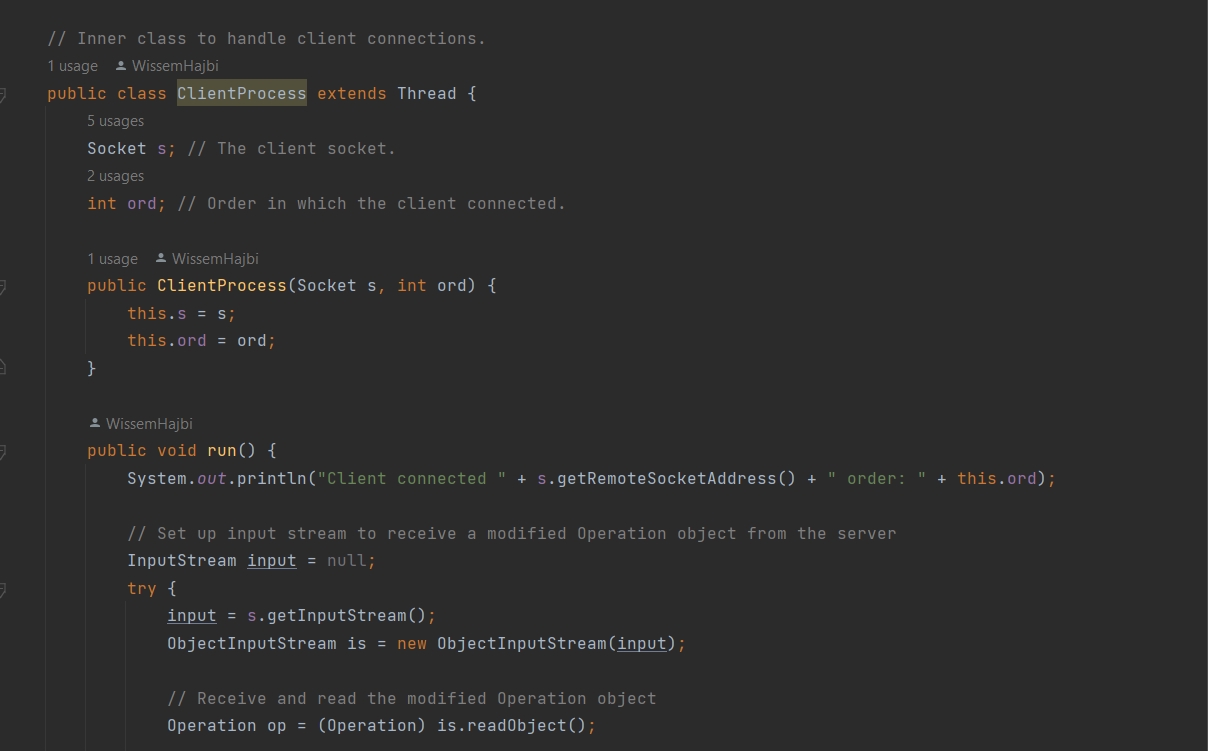 // Inner class to handle client connections.
1 usage WissemHajbi
public class ClientProcess extends Thread {
5 usages
Socket s; // The client socket.
2 usages
int ord; // Order in which the client connected.
1 usage WissemHajbi
public ClientProcess(Socket s, int ord) {
this.s = s;
this.ord = ord;
}
WissemHajbi
public void run() {
System.out.println("Client connected " + s.getRemoteSocketAddress() + " order: " + this.ord);
// Set up input stream to receive a modified Operation object from the server
InputStream input = null;
try {
input = s.getInputStream();
ObjectInputStream is = new ObjectInputStream(input);
// Receive and read the modified Operation object
Operation op = (Operation) is.readObject();